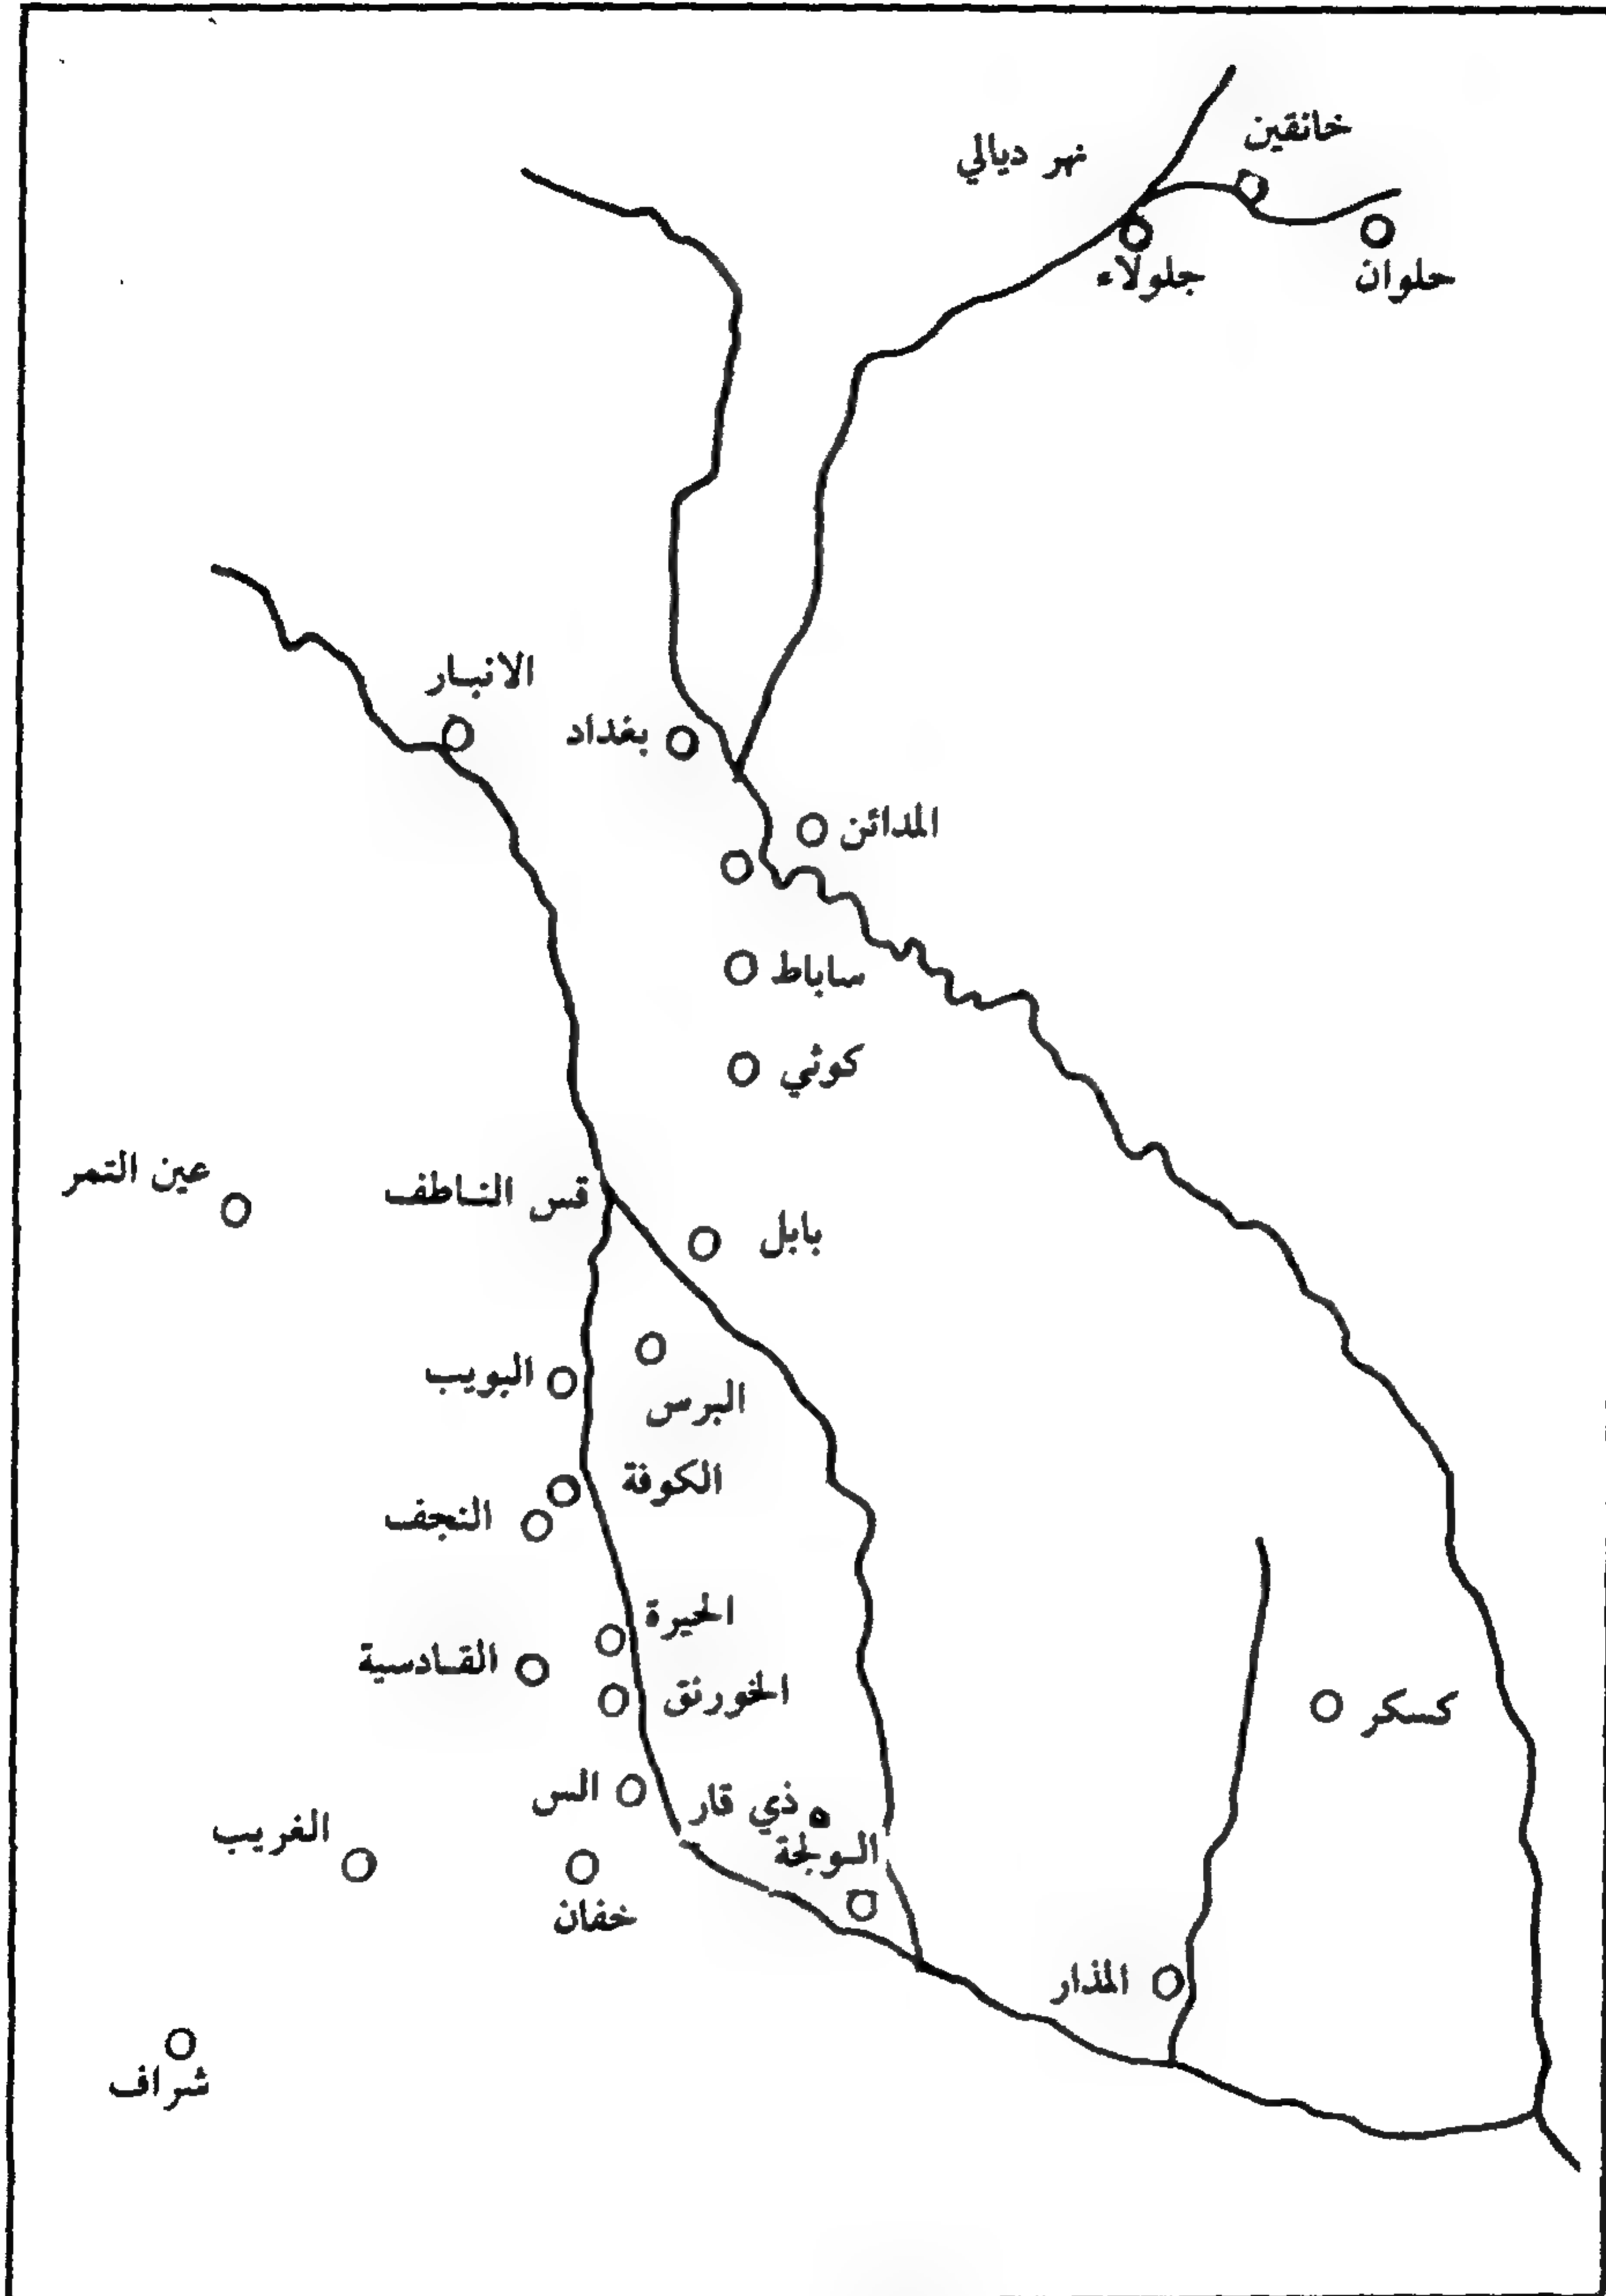 خانقين
نهر ديالي
جلولاء
حلوان
الانبار
بغداد
المدائن
ساباط
كوثي
عين التمر
قس الناطف
بابل
البويب
البرس
الكوفة
النجف
الحيرة
القادسية
الخورنق
كسكر
الس
ذي قار
الغريب
الولجة
خفان
المذار
شراف